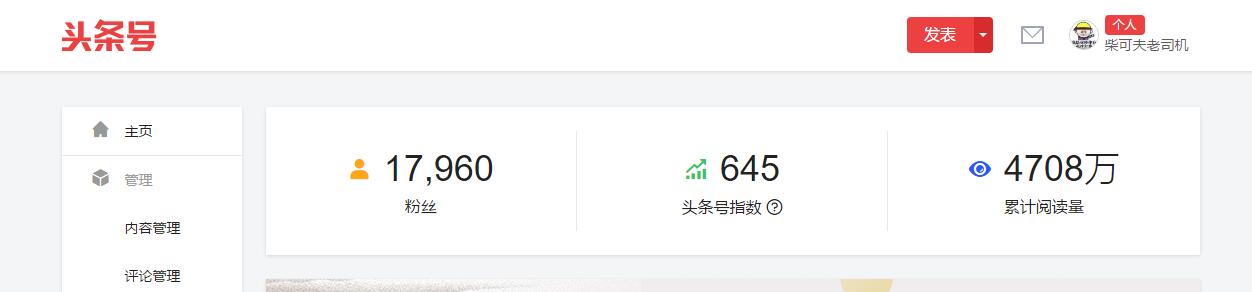 头条号
发表
个人
柴可夫老司机
主页
管理
内容管理
评论管理
17,960
粉丝
645
头条号指数
4708万
累计阅读量